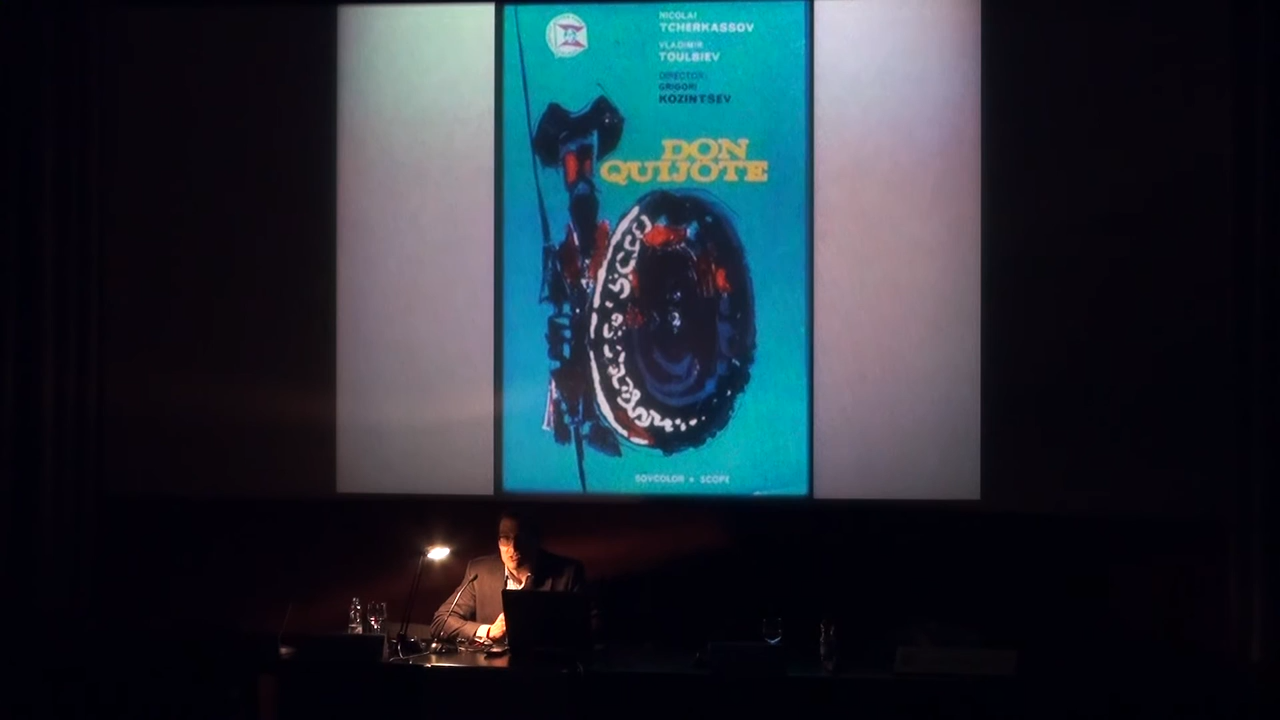 NICOLAI
TCHERKASSOV
VLADIMIR
TOULBIEV
DIRECTOR:
GRIGORI
KOZINTSEV
DON
QUIJOTE
SOVCOLOR • SCOPE